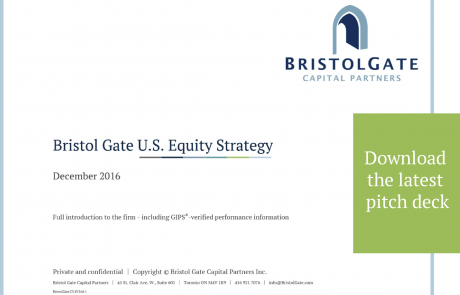 BRISTOLGATE
CAPITAL PARTNERS
Bristol Gate U.S. Equity Strategy
December 2016
Download
the latest
pitch deck
Full introduction to the firm - including GIPS®-verified performance information
Private and confidential | Copyright © Bristol Gate Capital Partners Inc.
Bristol Gate Capital Partners | 45 St. Clair Ave. W., Suite 601 | Toronto ON M4V 1K9 | 416 921 7076 | info@BristolGate.com